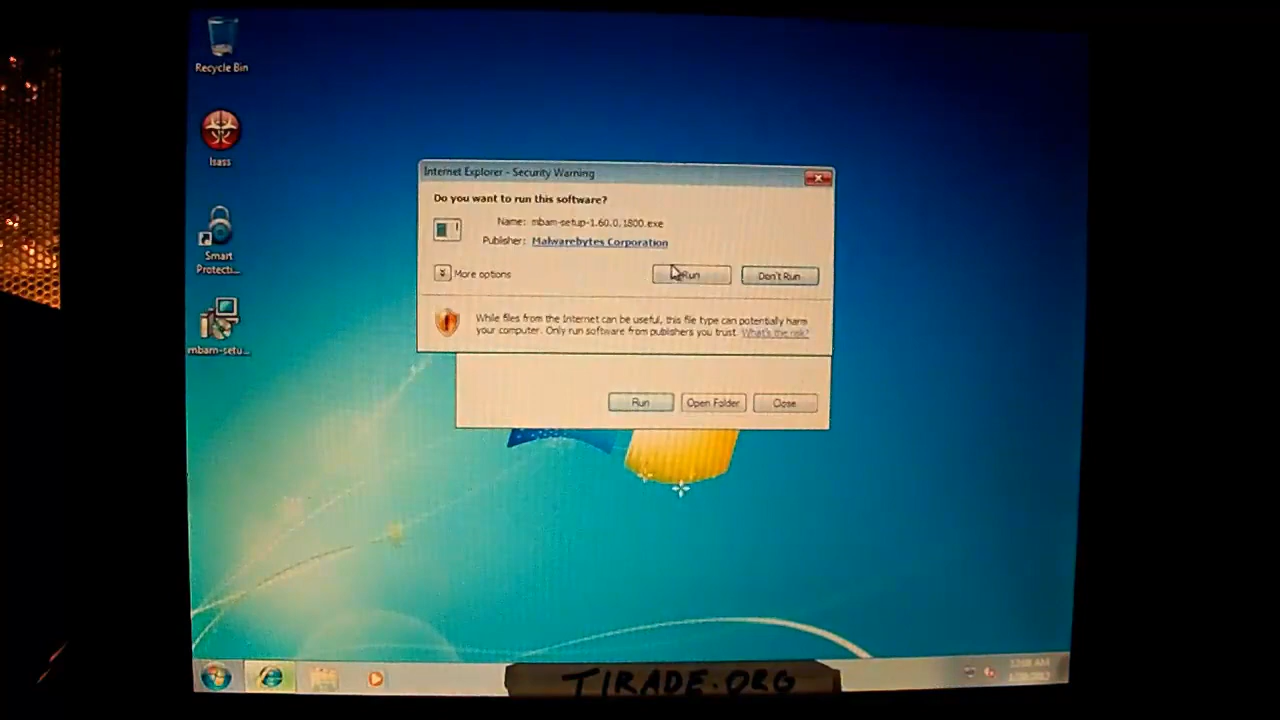 Recycle Bin
lsass
Smart
Protecti...
mbam-setu...
Internet Explorer - Security Warning
Do you want to run this software?
Name: mbam-setup-1.60.0.1800.exe
Publisher: Malwarebytes Corporation
More options
Run
Don't Run
While files from the Internet can be useful, this file type can potentially harm
your computer. Only run software from publishers you trust. What's the risk?
Run
Open Folder
Close
TIRADE.ORG